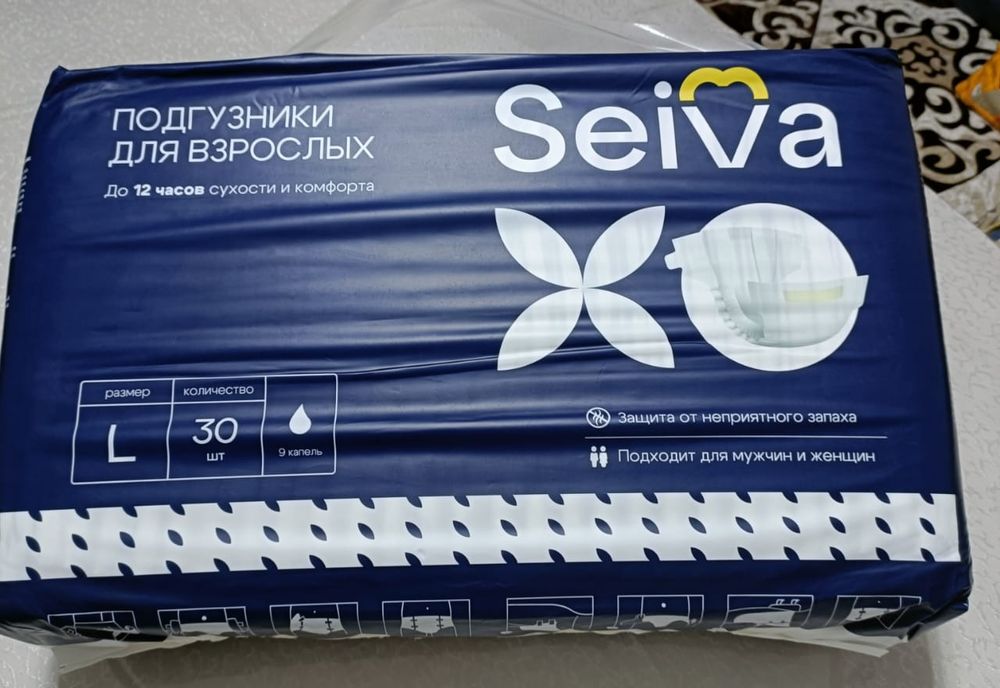 ПОДГУЗНИКИ
ДЛЯ ВЗРОСЛЫХ
До 12 часов сухости и комфорта
Seiva
XO
размер
L
количество
30
шт
9 капель
Защита от неприятного запаха
Подходит для мужчин и женщин